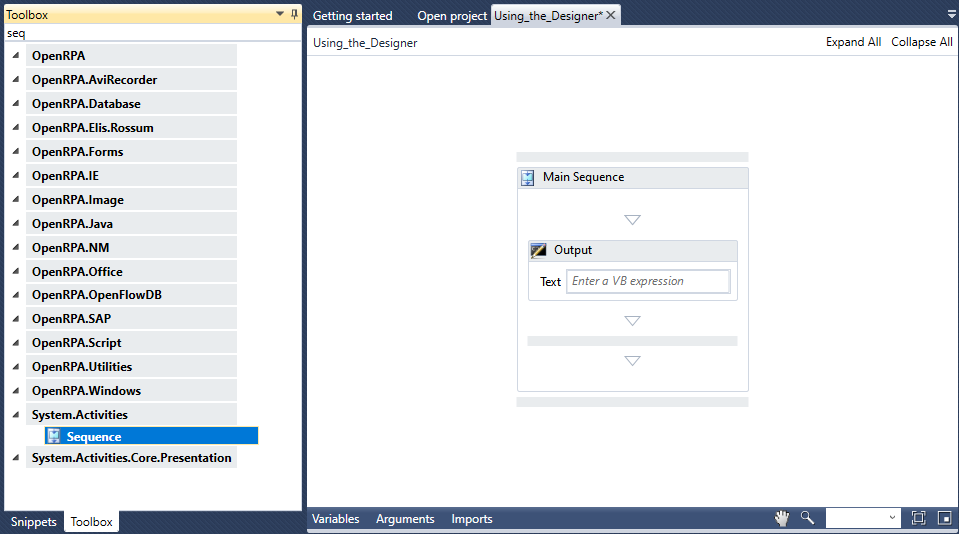 Toolbox
seq
OpenRPA
OpenRPA.AviRecorder
OpenRPA.Database
OpenRPA.Elis.Rossum
OpenRPA.Forms
OpenRPA.IE
OpenRPA.Image
OpenRPA.Java
OpenRPA.NM
OpenRPA.Office
OpenRPA.OpenFlowDB
OpenRPA.SAP
OpenRPA.Script
OpenRPA.Utilities
OpenRPA.Windows
System.Activities
Sequence
System.Activities.Core.Presentation
Snippets Toolbox
Getting started Open project Using_the_Designer*
Using_the_Designer Expand All Collapse All
Main Sequence
Output
Text Enter a VB expression
Variables Arguments Imports